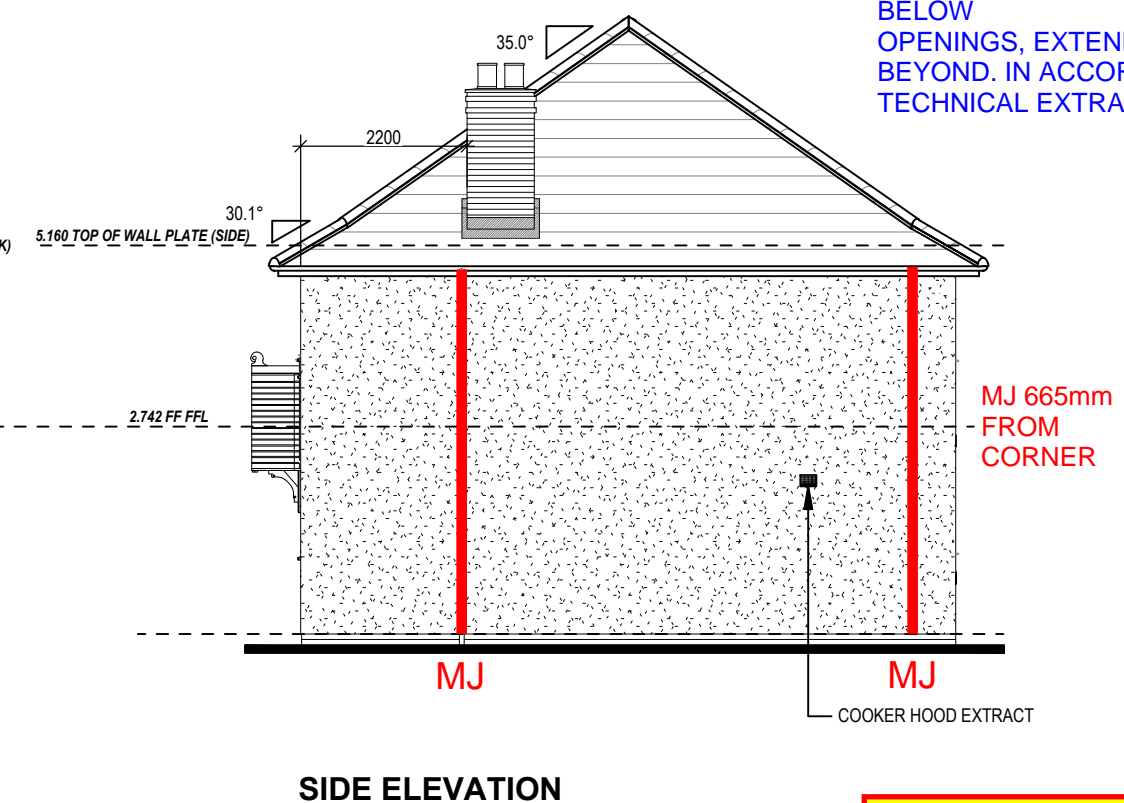 BELOW
OPENINGS, EXTEN
BEYOND. IN ACCOR
TECHNICAL EXTRA
35.0°
2200
30.1°
K)
5.160 TOP OF WALL PLATE (SIDE)
2.742 FF FFL
MJ 665mm
FROM
CORNER
MJ
MJ
COOKER HOOD EXTRACT
SIDE ELEVATION